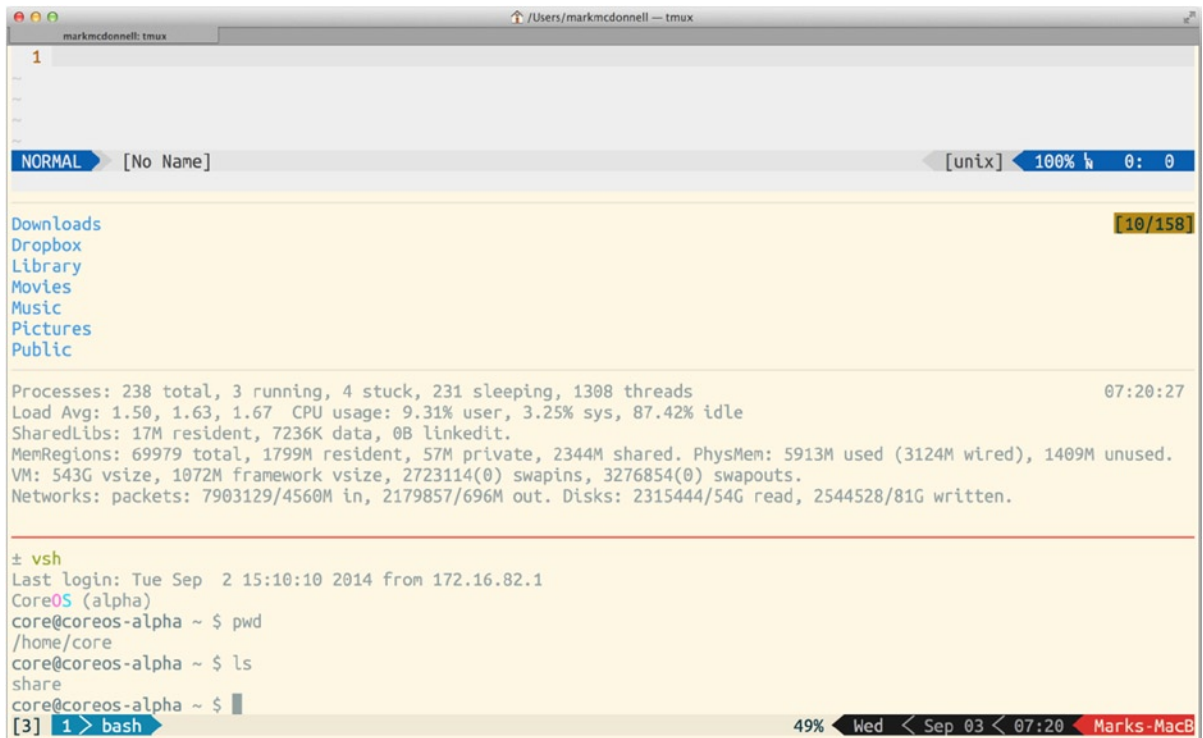 /Users/markmcdonnell — tmux
markmcdonnell: tmux
1
~
~
~
~
NORMAL [No Name] [unix] 100% 0: 0
Downloads [10/158]
Dropbox
Library
Movies
Music
Pictures
Public
Processes: 238 total, 3 running, 4 stuck, 231 sleeping, 1308 threads 07:20:27
Load Avg: 1.50, 1.63, 1.67 CPU usage: 9.31% user, 3.25% sys, 87.42% idle
SharedLibs: 17M resident, 7236K data, 0B linkedit.
MemRegions: 69979 total, 1799M resident, 57M private, 2344M shared. PhysMem: 5913M used (3124M wired), 1409M unused.
VM: 543G vsize, 1072M framework vsize, 2723114(0) swapins, 3276854(0) swapouts.
Networks: packets: 7903129/4560M in, 2179857/696M out. Disks: 2315444/54G read, 2544528/81G written.
± vsh
Last login: Tue Sep  2 15:10:10 2014 from 172.16.82.1
CoreOS (alpha)
core@coreos-alpha ~ $ pwd
/home/core
core@coreos-alpha ~ $ ls
share
core@coreos-alpha ~ $
[3] 1 > bash 49% Wed < Sep 03 < 07:20 Marks-MacB